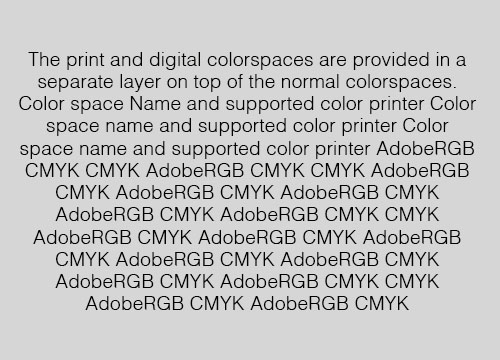 The print and digital colorspaces are provided in a
separate layer on top of the normal colorspaces.
Color space Name and supported color printer Color
space name and supported color printer Color
space name and supported color printer AdobeRGB
CMYK CMYK AdobeRGB CMYK CMYK AdobeRGB
CMYK AdobeRGB CMYK AdobeRGB CMYK
AdobeRGB CMYK AdobeRGB CMYK CMYK
AdobeRGB CMYK AdobeRGB CMYK AdobeRGB
CMYK AdobeRGB CMYK AdobeRGB CMYK
AdobeRGB CMYK AdobeRGB CMYK CMYK
AdobeRGB CMYK AdobeRGB CMYK